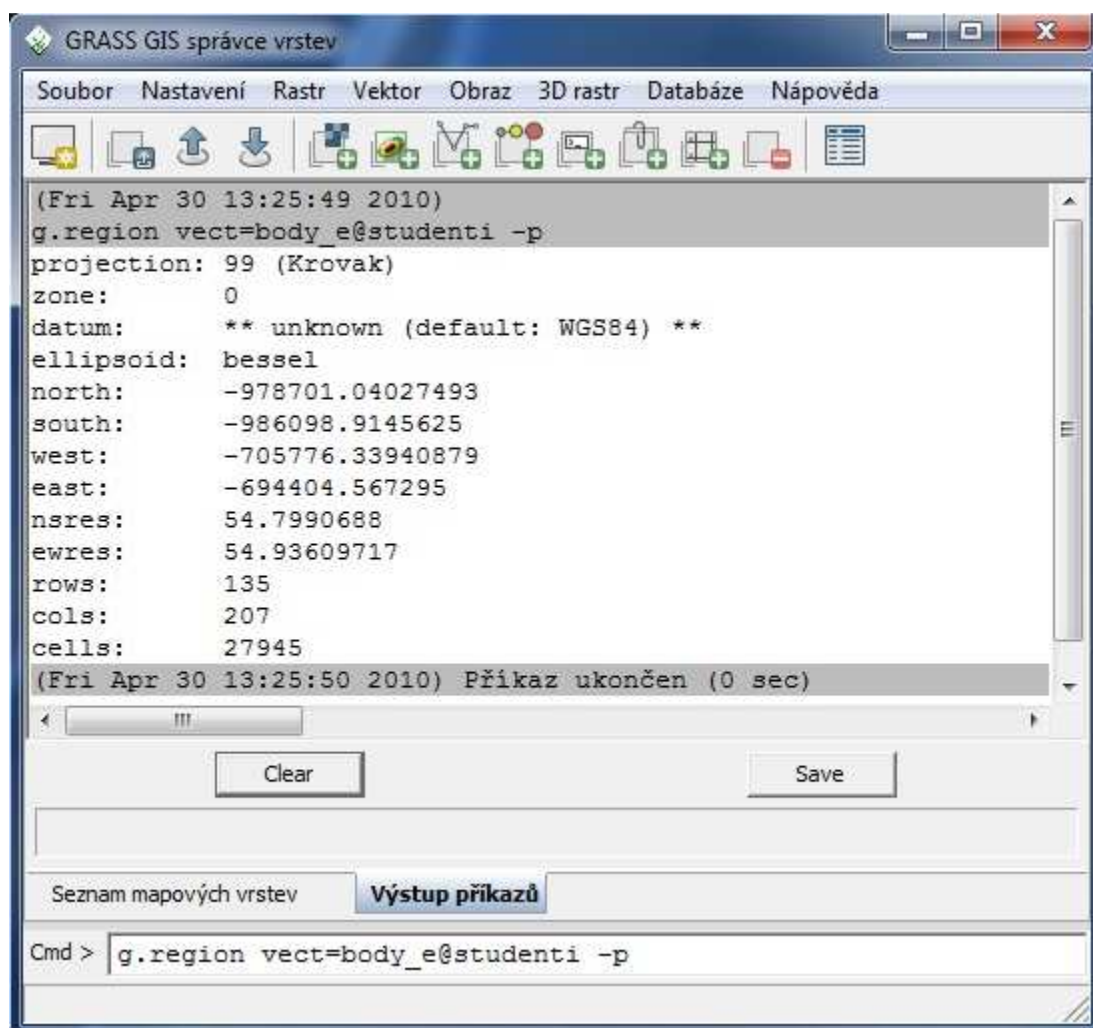 GRASS GIS správce vrstev
Soubor Nastavení Rastr Vektor Obraz 3D rastr Databáze Nápověda
(Fri Apr 30 13:25:49 2010)
g.region vect=body_e@studenti -p
projection: 99 (Krovak)
zone: 0
datum: ** unknown (default: WGS84) **
ellipsoid: bessel
north: -978701.04027493
south: -986098.9145625
west: -705776.33940879
east: -694404.567295
nsres: 54.7990688
ewres: 54.93609717
rows: 135
cols: 207
cells: 27945
(Fri Apr 30 13:25:50 2010) Příkaz ukončen (0 sec)
Clear Save
Seznam mapových vrstev Výstup příkazů
Cmd > g.region vect=body_e@studenti -p